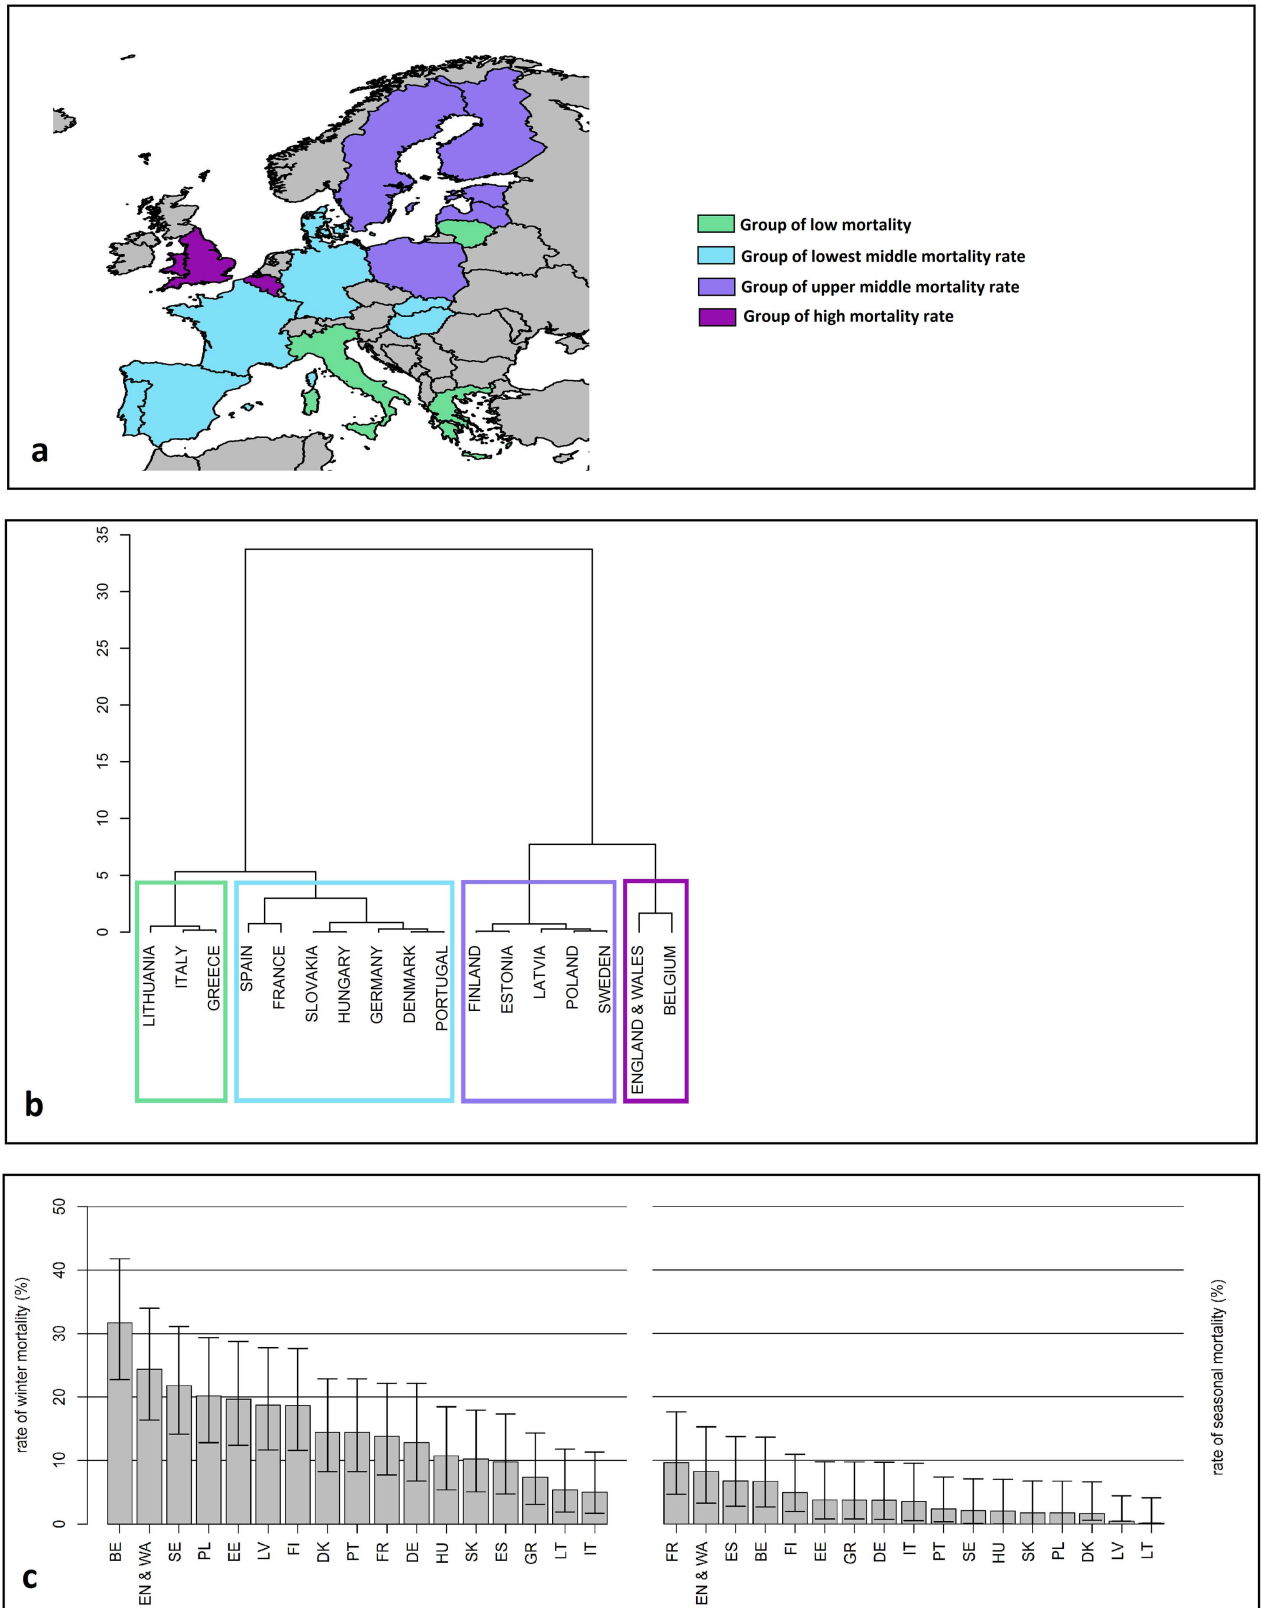 Group of low mortality
Group of lowest middle mortality rate
Group of upper middle mortality rate
Group of high mortality rate
a
35
30
25
20
15
10
5
0
LITHUANIA
ITALY
GREECE
SPAIN
FRANCE
SLOVAKIA
HUNGARY
GERMANY
DENMARK
PORTUGAL
FINLAND
ESTONIA
LATVIA
POLAND
SWEDEN
ENGLAND & WALES
BELGIUM
b
rate of winter mortality (%)
50
40
30
20
10
0
BE
EN & WA
SE
PL
EE
LV
FI
DK
PT
FR
DE
HU
SK
ES
GR
LT
IT
FR
EN & WA
ES
BE
FI
EE
GR
DE
IT
PT
SE
HU
SK
PL
DK
LV
LT
rate of seasonal mortality (%)
c